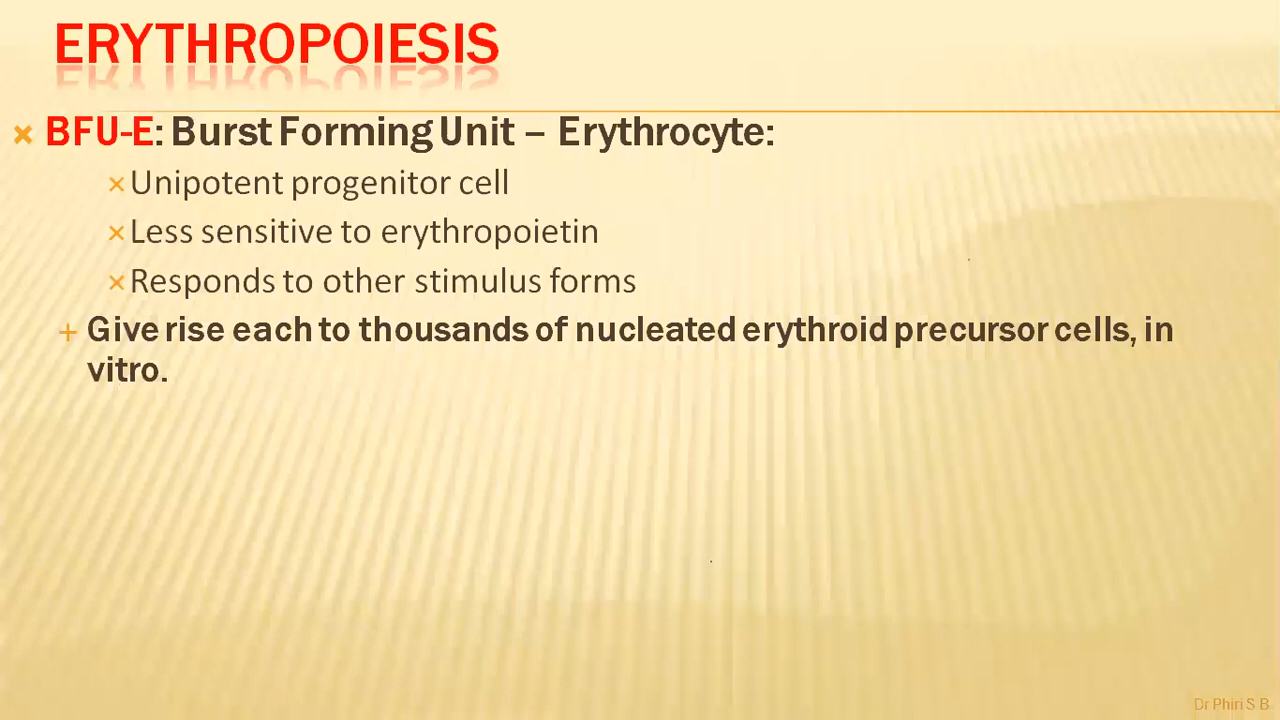 ERYTHROPOIESIS
BFU-E: Burst Forming Unit – Erythrocyte:
Unipotent progenitor cell
Less sensitive to erythropoietin
Responds to other stimulus forms
Give rise each to thousands of nucleated erythroid precursor cells, in
vitro.
Dr Phiri S B